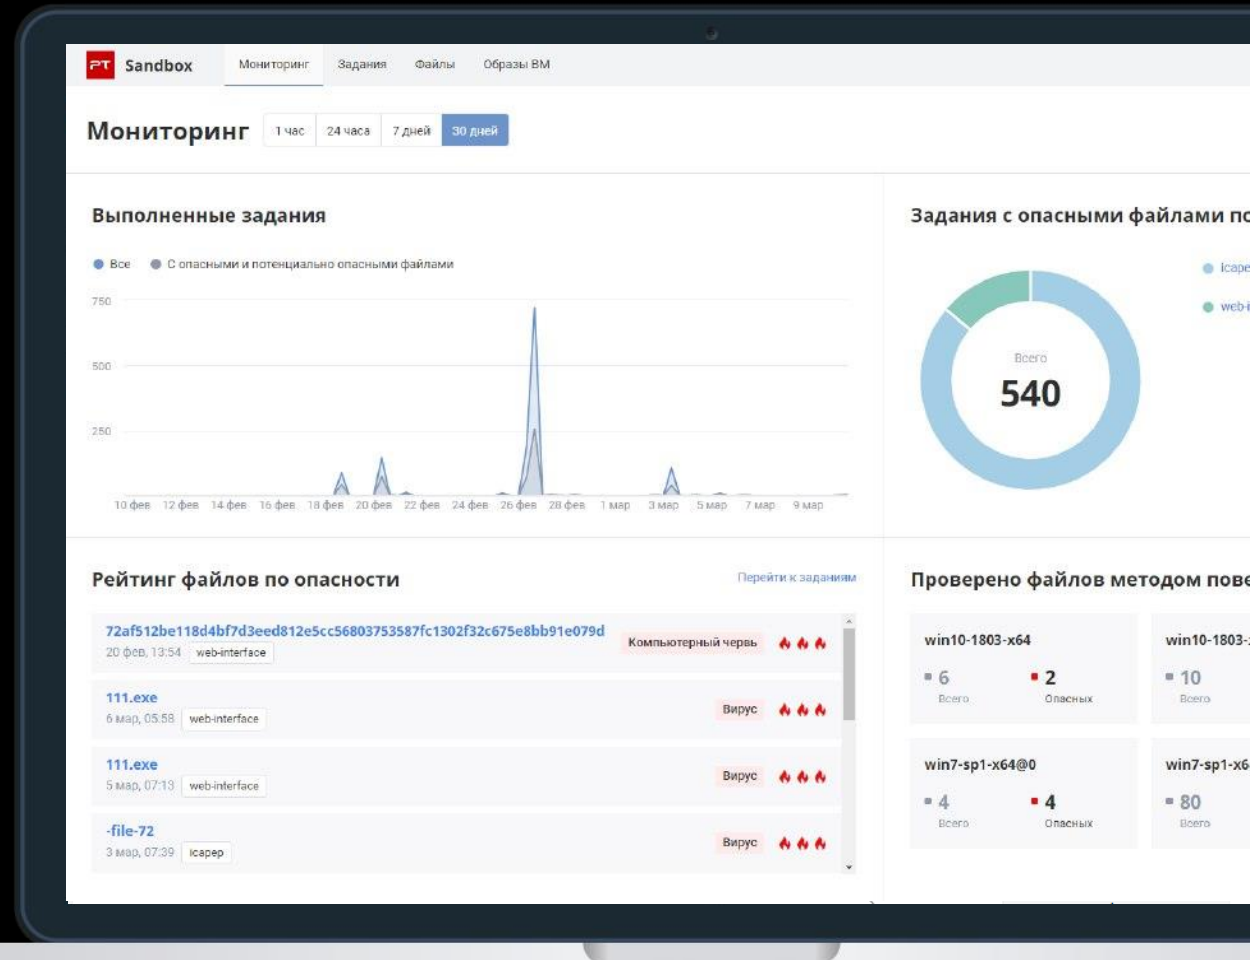 PT Sandbox Мониторинг Задания Файлы Образы ВМ
Мониторинг 1 час 24 часа 7 дней 30 дней
Выполненные задания
Все С опасными и потенциально опасными файлами
750
500
250
10 фев 12 фев 14 фев 16 фев 18 фев 20 фев 22 фев 24 фев 26 фев 28 фев 1 мар 3 мар 5 мар 7 мар 9 мар
Задания с опасными файлами по
icape
web-i
Всего
540
Рейтинг файлов по опасности Перейти к заданиям
72af512be118d4bf7d3eed812e5cc56803753587fc1302f32c675e8bb91e079d Компьютерный червь
20 фев, 13:54 web-interface
111.exe Вирус
6 мар, 05:58 web-interface
111.exe Вирус
5 мар, 07:13 web-interface
-file-72 Вирус
3 мар, 07:39 icapep
Проверено файлов методом пове
win10-1803-x64 win10-1803-
6 2 10
Всего Опасных Всего
win7-sp1-x64@0 win7-sp1-x6
4 4 80
Всего Опасных Всего